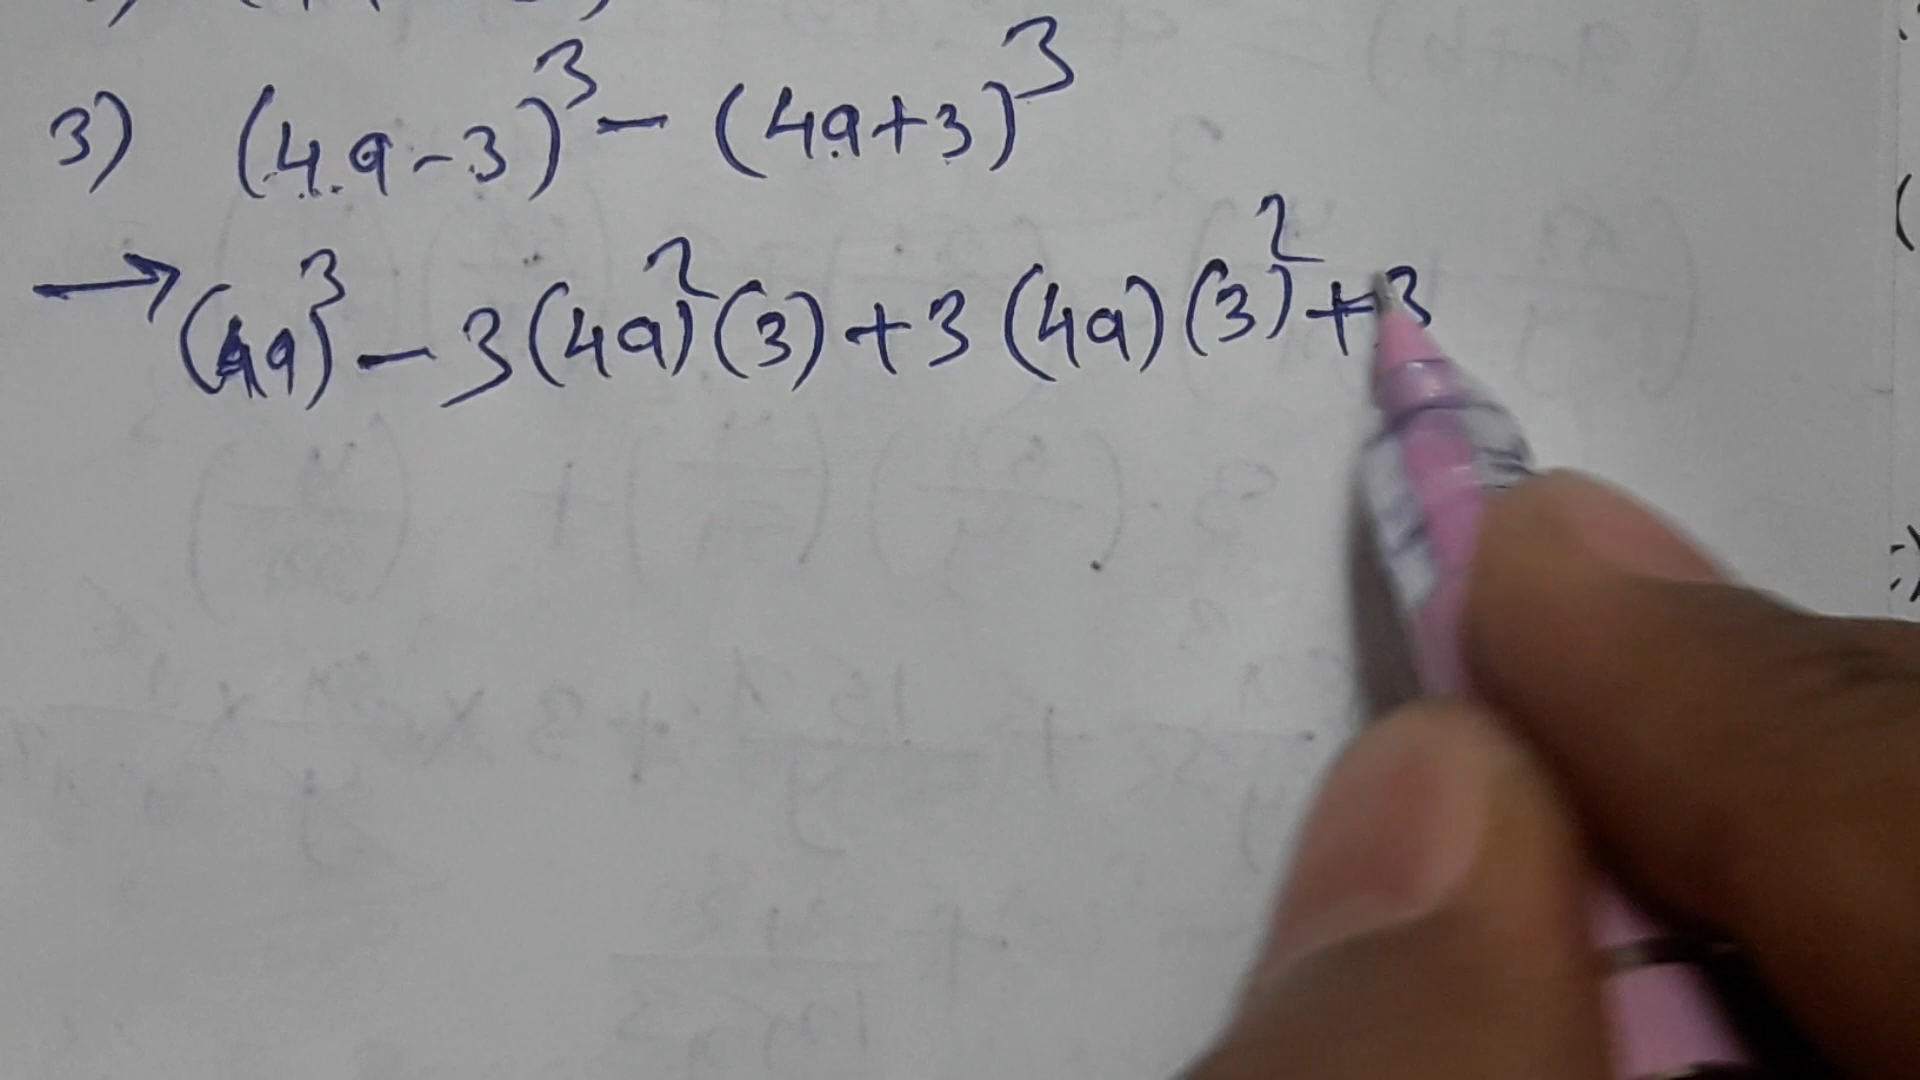 3) (4a-3)³ - (4a+3)³
→ (4a)³ - 3(4a)²(3) + 3(4a)(3)² + 3